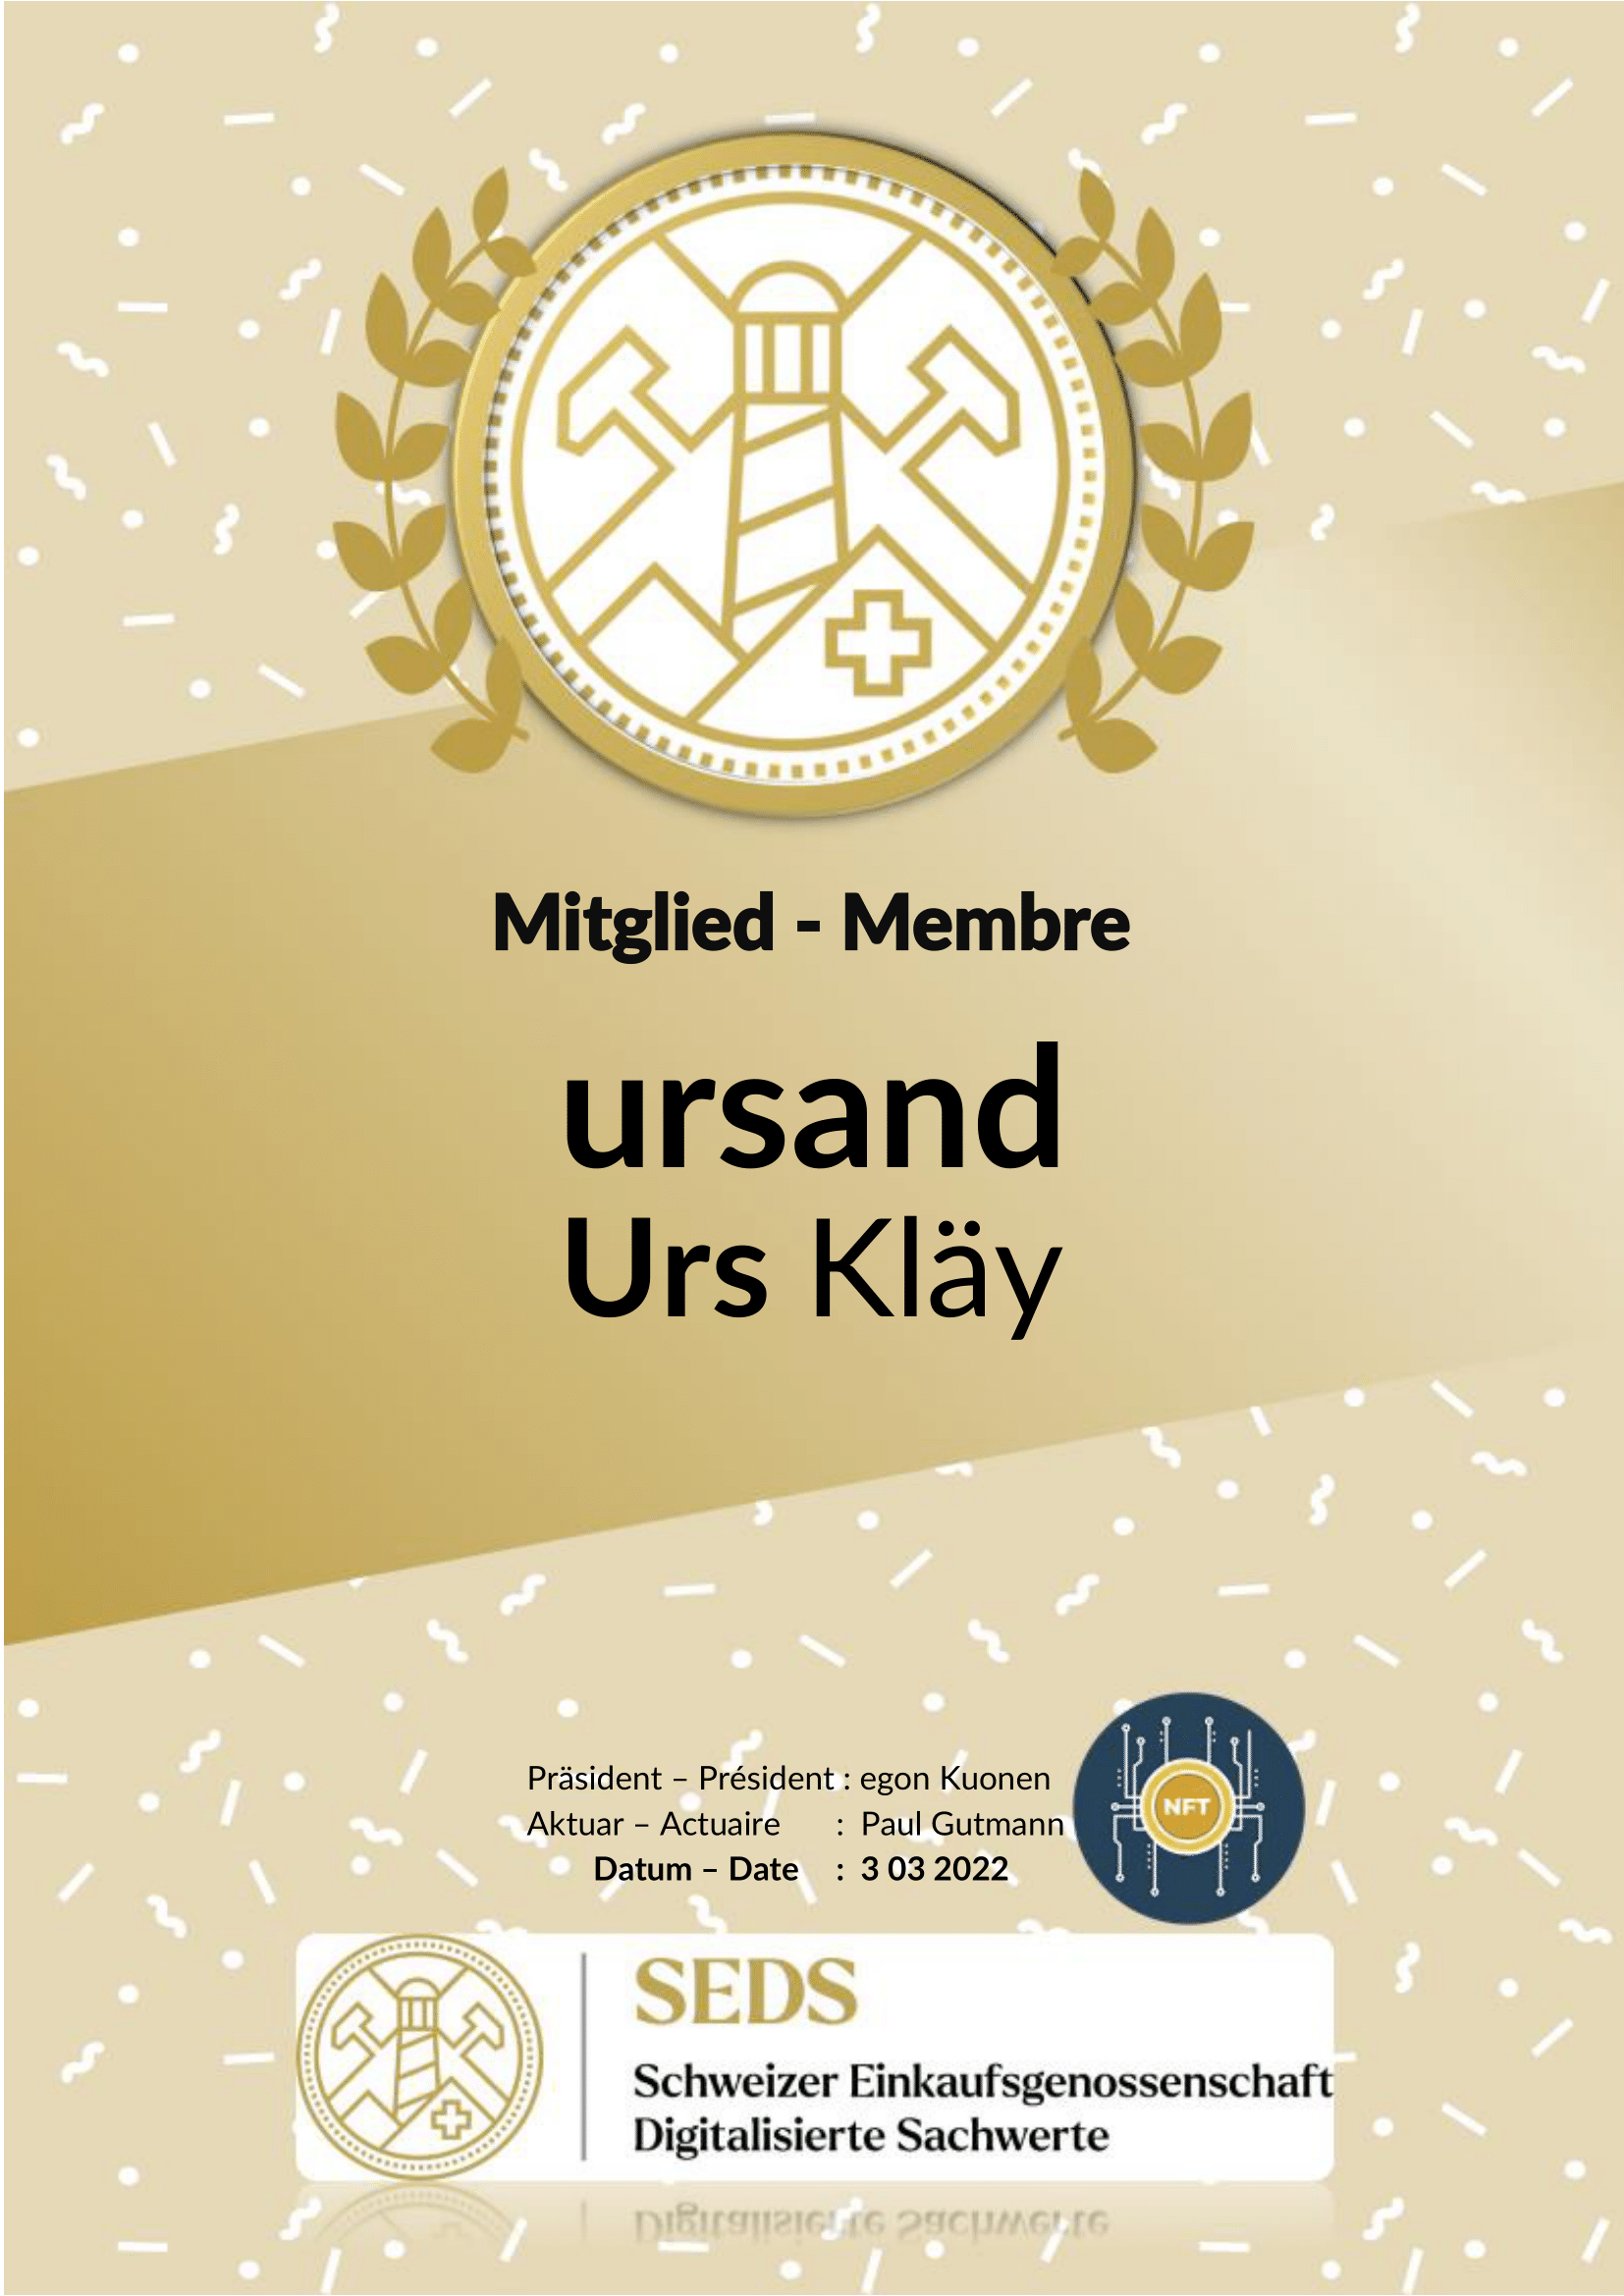 Mitglied - Membre
ursand
Urs Kläy
Präsident – Président : egon Kuonen
Aktuar – Actuaire : Paul Gutmann
Datum – Date : 3 03 2022
NFT
SEDS
Schweizer Einkaufsgenossenschaft
Digitalisierte Sachwerte